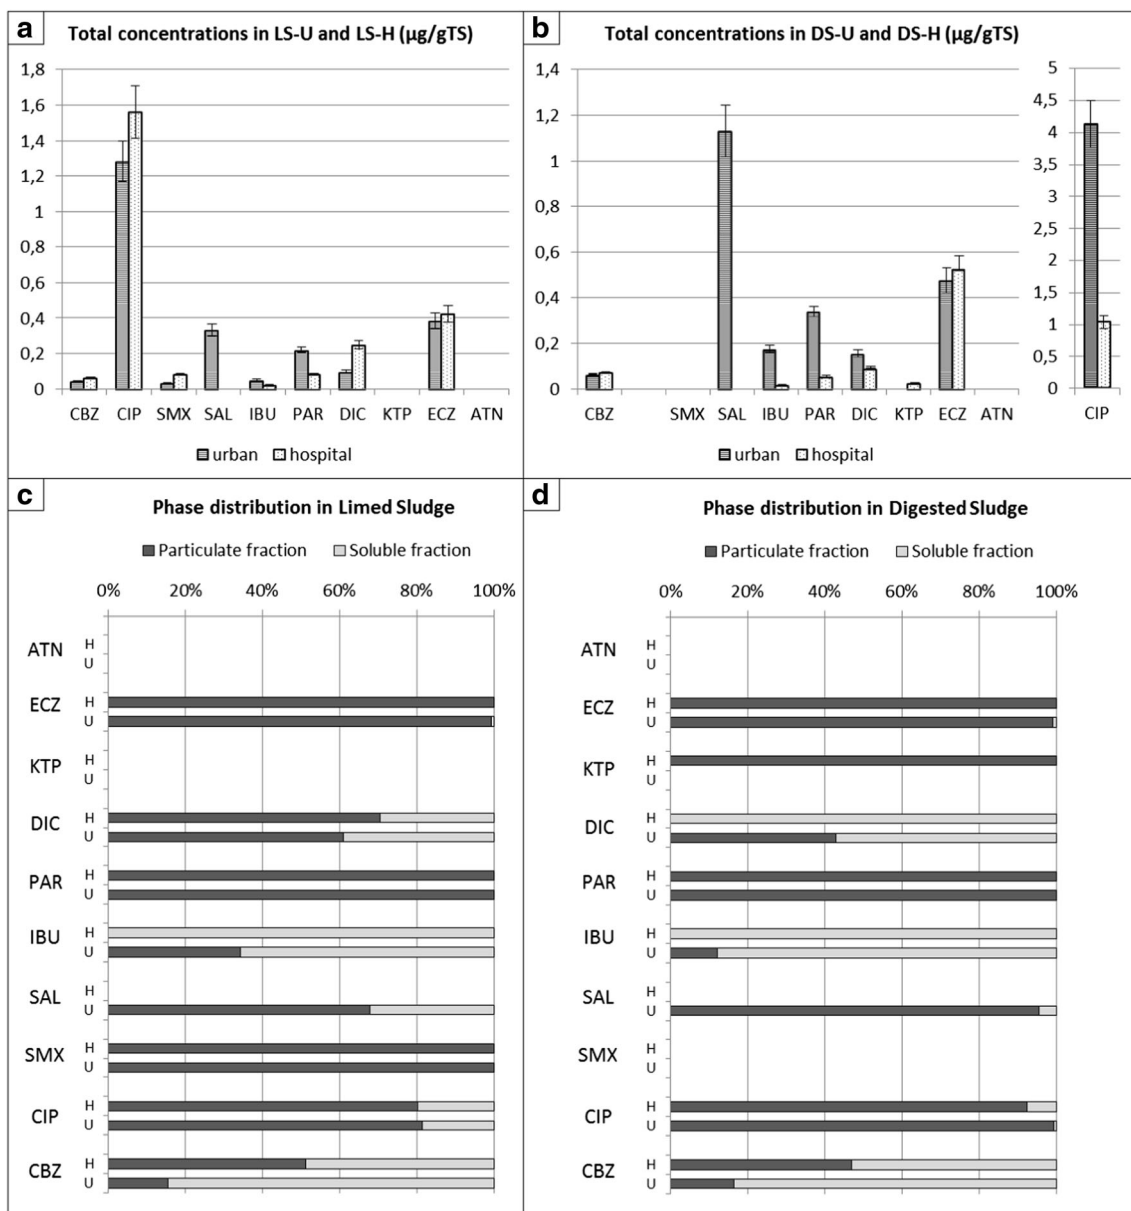 a
Total concentrations in LS-U and LS-H (µg/gTS)
1,8
1,6
1,4
1,2
1
0,8
0,6
0,4
0,2
0
CBZ CIP SMX SAL IBU PAR DIC KTP ECZ ATN
urban hospital
b
Total concentrations in DS-U and DS-H (µg/gTS)
1,4
1,2
1
0,8
0,6
0,4
0,2
0
CBZ SMX SAL IBU PAR DIC KTP ECZ ATN
5
4,5
4
3,5
3
2,5
2
1,5
1
0,5
0
CIP
urban hospital
c
Phase distribution in Limed Sludge
Particulate fraction Soluble fraction
0% 20% 40% 60% 80% 100%
ATN H
U
ECZ H
U
KTP H
U
DIC H
U
PAR H
U
IBU H
U
SAL H
U
SMX H
U
CIP H
U
CBZ H
U
d
Phase distribution in Digested Sludge
Particulate fraction Soluble fraction
0% 20% 40% 60% 80% 100%
ATN H
U
ECZ H
U
KTP H
U
DIC H
U
PAR H
U
IBU H
U
SAL H
U
SMX H
U
CIP H
U
CBZ H
U